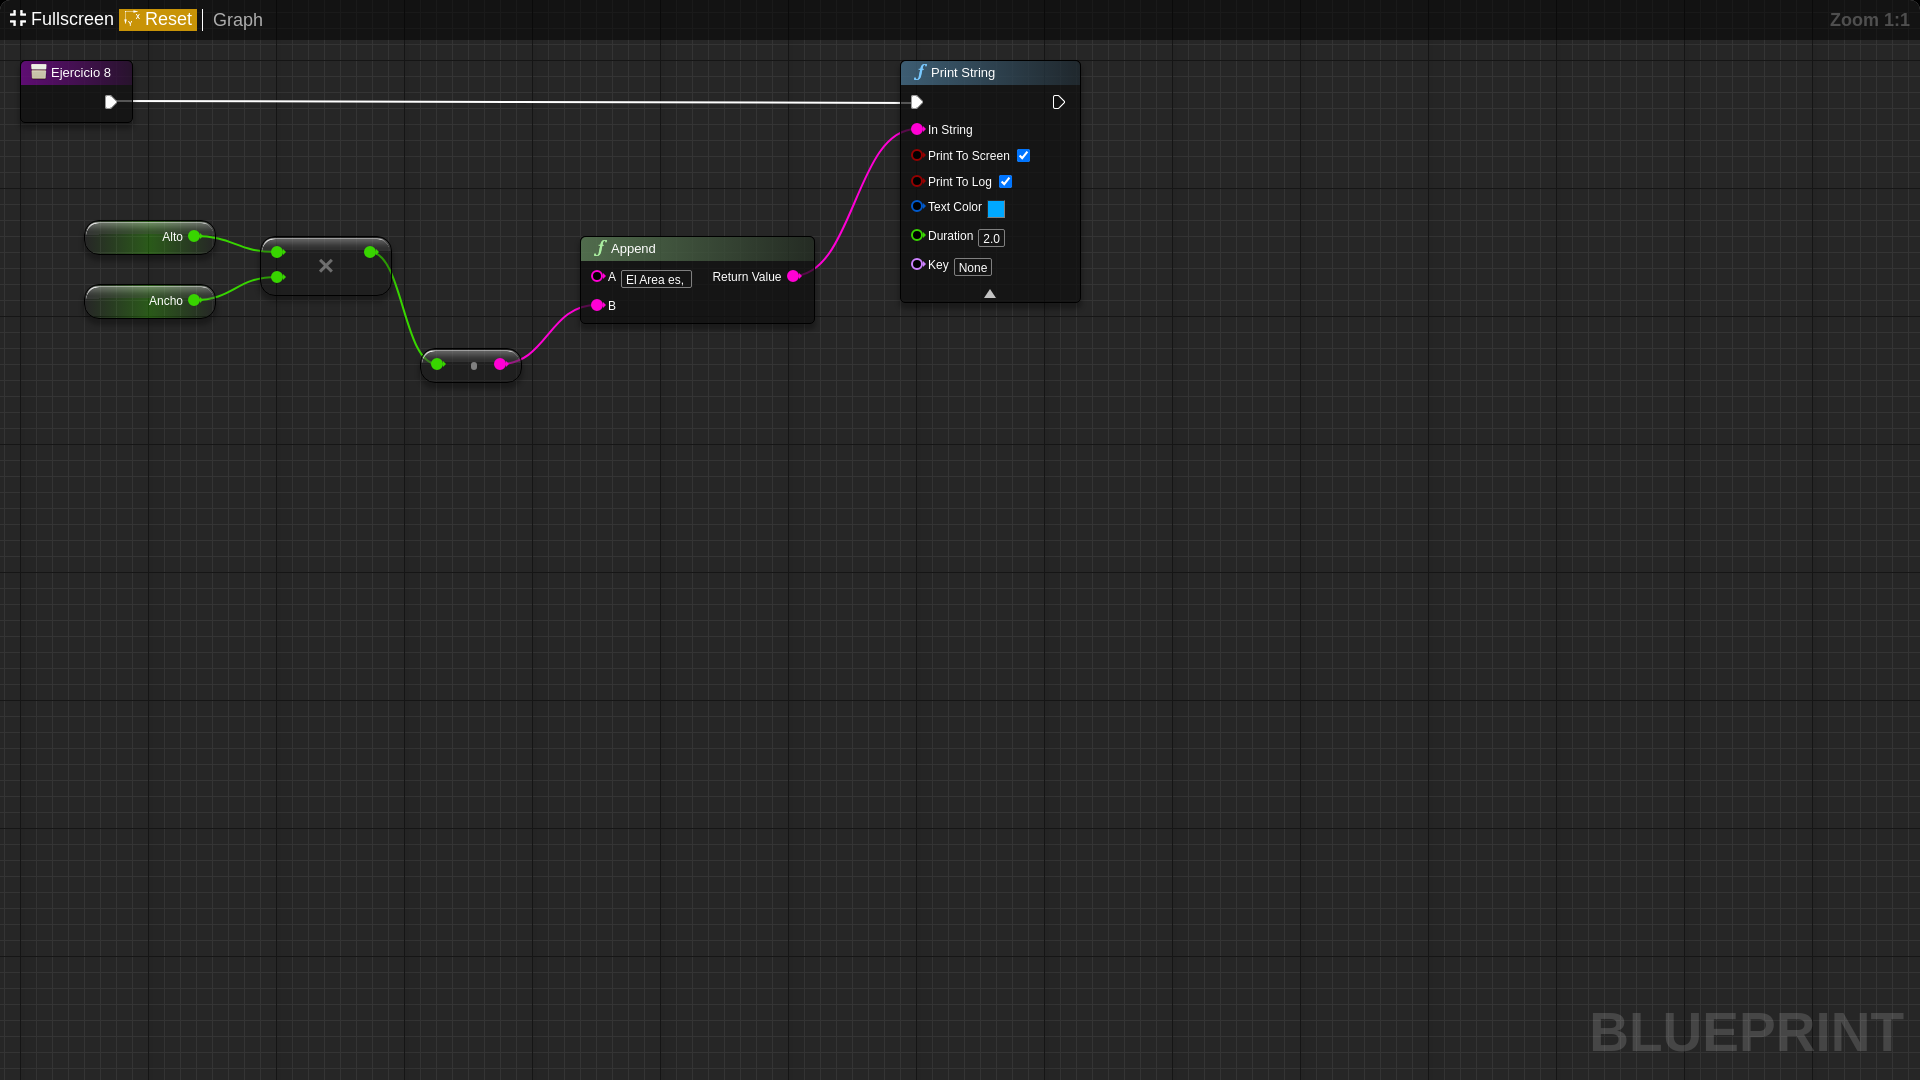 Fullscreen Reset Graph Zoom 1:1
Ejercicio 8
Print String
In String
Print To Screen
Print To Log
Text Color
Duration 2.0
Key None
Alto
Ancho
Append
A El Area es, Return Value
B
BLUEPRINT